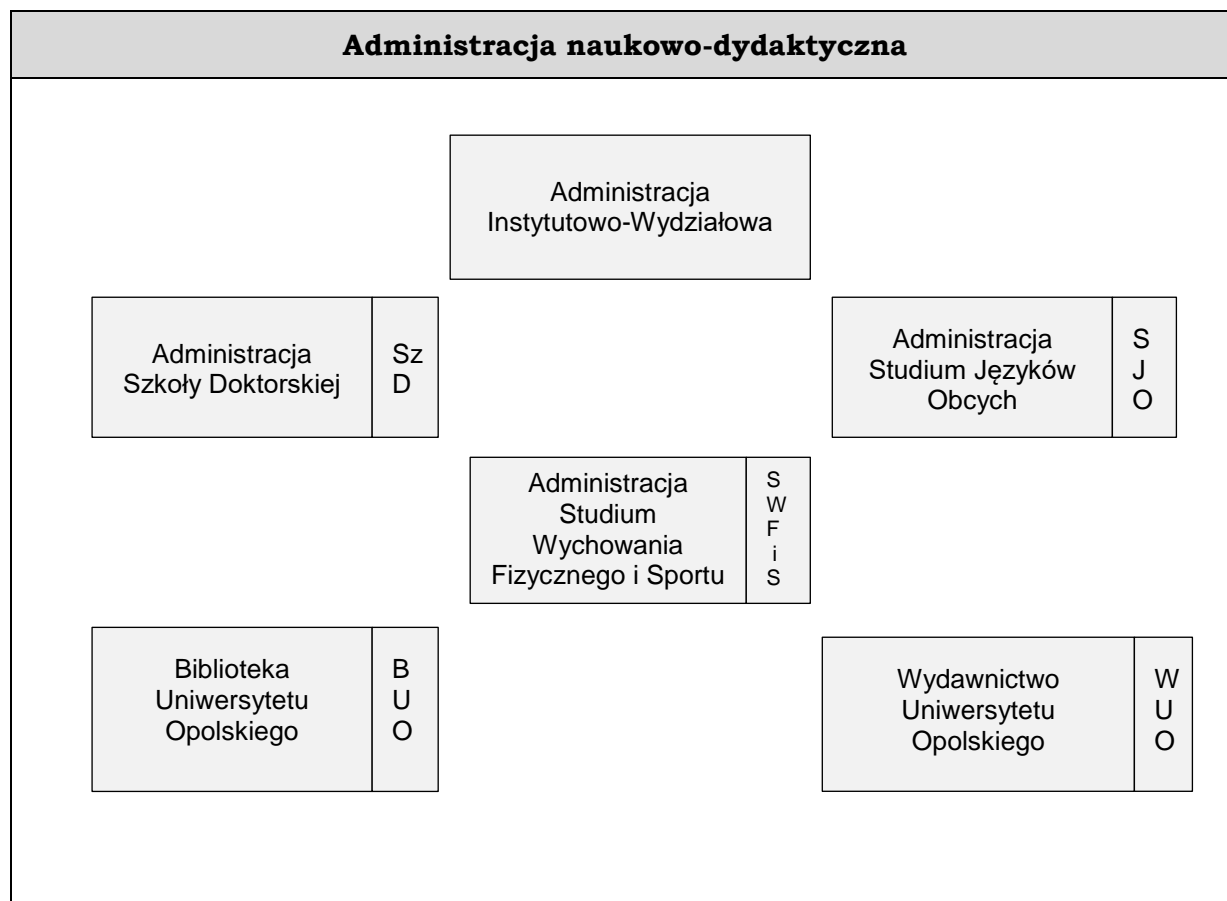 Administracja naukowo-dydaktyczna
Administracja
Instytutowo-Wydziałowa
Administracja
Szkoły Doktorskiej
Sz
D
Administracja
Studium Języków
Obcych
S
J
O
Administracja
Studium
Wychowania
Fizycznego i Sportu
S
W
F
i
S
Biblioteka
Uniwersytetu
Opolskiego
B
U
O
Wydawnictwo
Uniwersytetu
Opolskiego
W
U
O